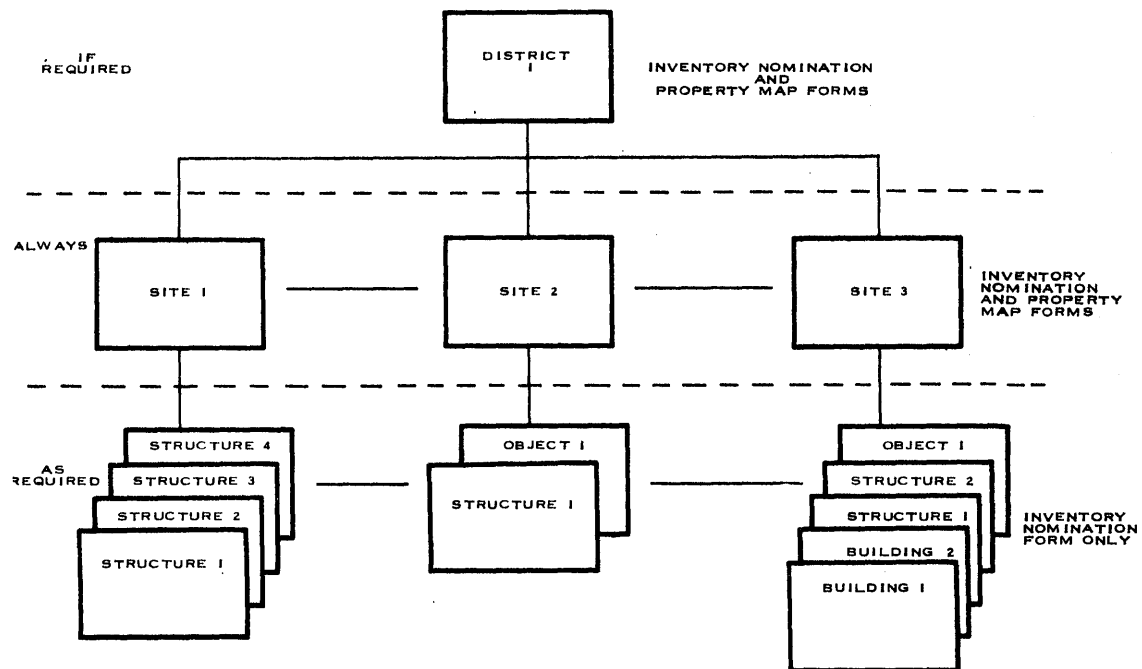 IF
REQUIRED
DISTRICT
1
INVENTORY NOMINATION
AND
PROPERTY MAP FORMS
ALWAYS
SITE 1
SITE 2
SITE 3
INVENTORY
NOMINATION
AND PROPERTY
MAP FORMS
AS
REQUIRED
STRUCTURE 4
STRUCTURE 3
STRUCTURE 2
STRUCTURE 1
OBJECT 1
STRUCTURE 1
OBJECT 1
STRUCTURE 2
STRUCTURE 1
BUILDING 2
BUILDING 1
INVENTORY
NOMINATION
FORM ONLY